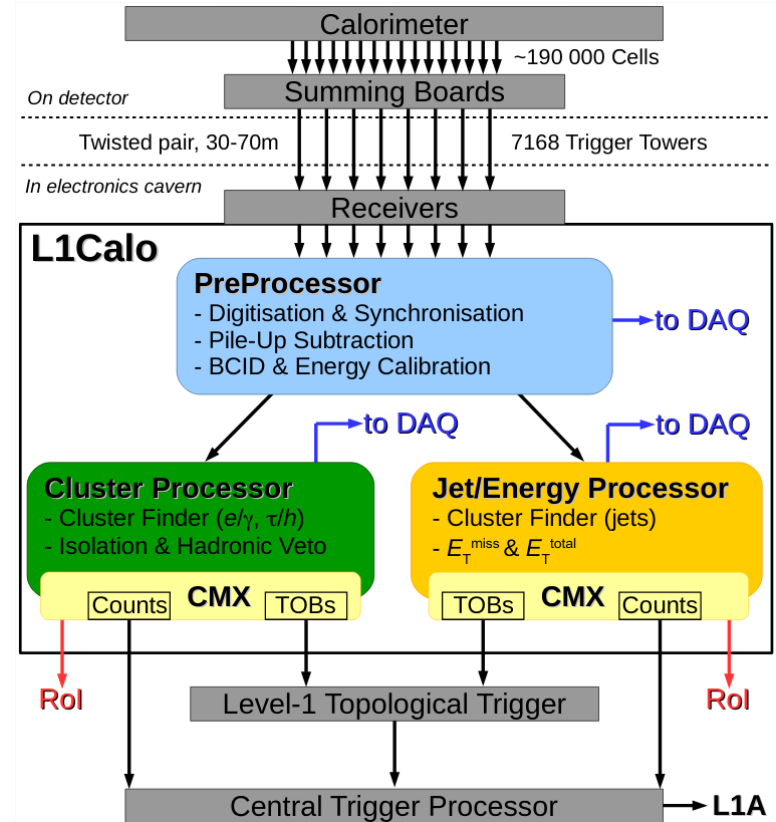 Calorimeter
~190 000 Cells
Summing Boards
On detector
Twisted pair, 30-70m
7168 Trigger Towers
In electronics cavern
Receivers
L1Calo
PreProcessor
- Digitisation & Synchronisation
- Pile-Up Subtraction
- BCID & Energy Calibration
to DAQ
to DAQ
to DAQ
Cluster Processor
- Cluster Finder (e/γ, τ/h)
- Isolation & Hadronic Veto
Counts
CMX
TOBs
Jet/Energy Processor
- Cluster Finder (jets)
- E_T^miss & E_T^total
TOBs
CMX
Counts
RoI
RoI
Level-1 Topological Trigger
Central Trigger Processor
L1A